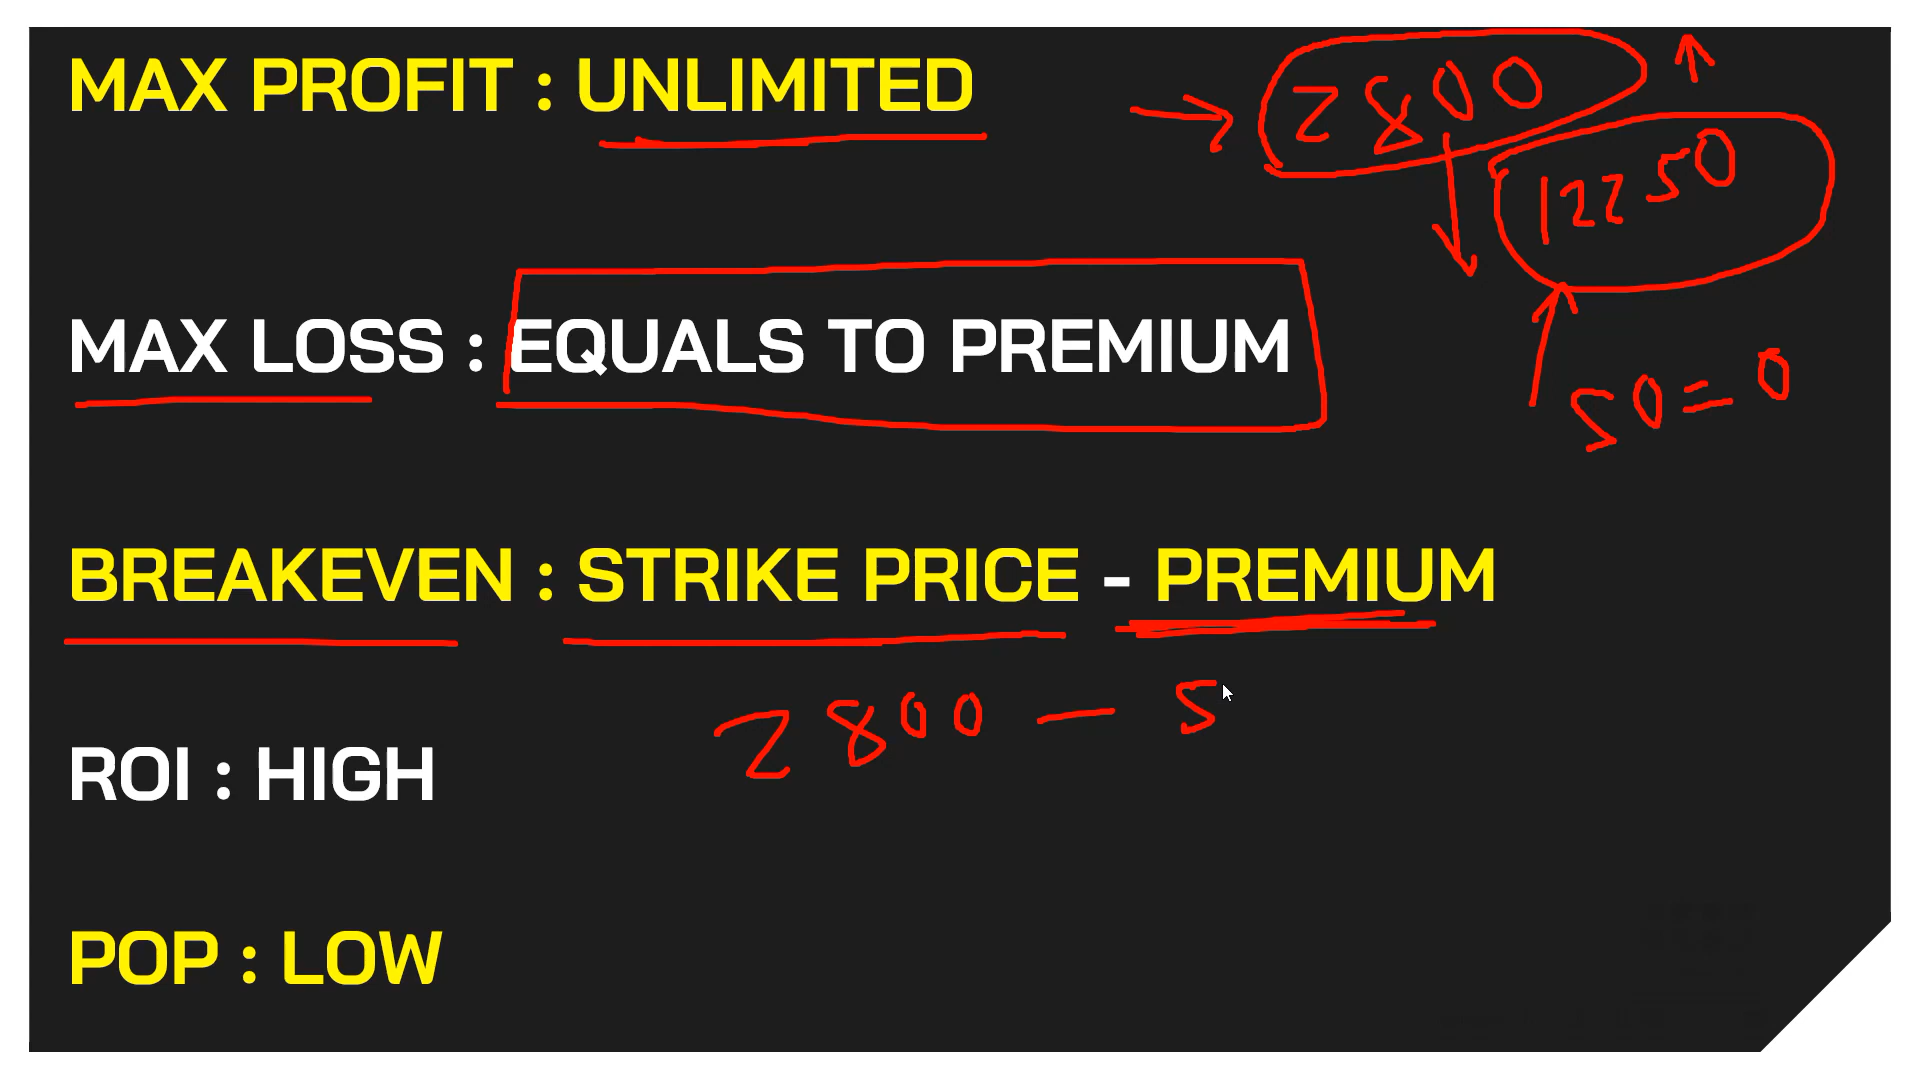 MAX PROFIT : UNLIMITED
2800
12250
MAX LOSS : EQUALS TO PREMIUM
50=0
BREAKEVEN : STRIKE PRICE - PREMIUM
2800 — 5
ROI : HIGH
POP : LOW